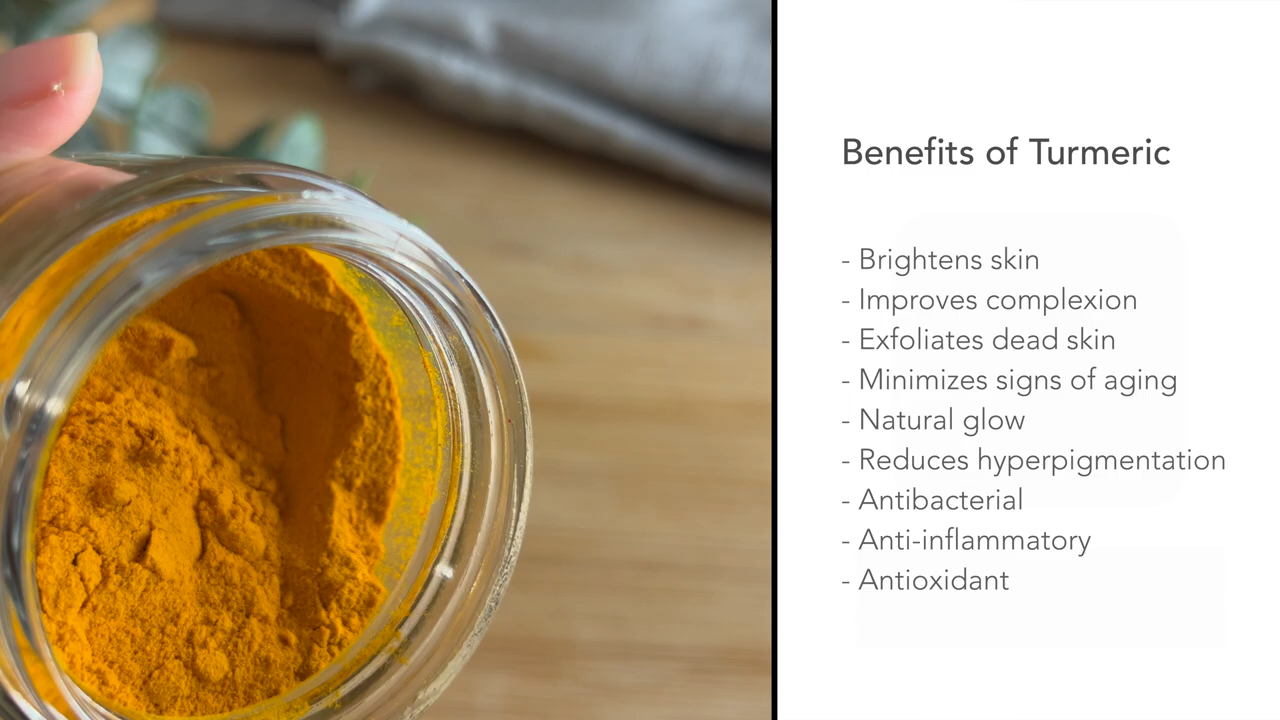 Benefits of Turmeric
- Brightens skin
- Improves complexion
- Exfoliates dead skin
- Minimizes signs of aging
- Natural glow
- Reduces hyperpigmentation
- Antibacterial
- Anti-inflammatory
- Antioxidant